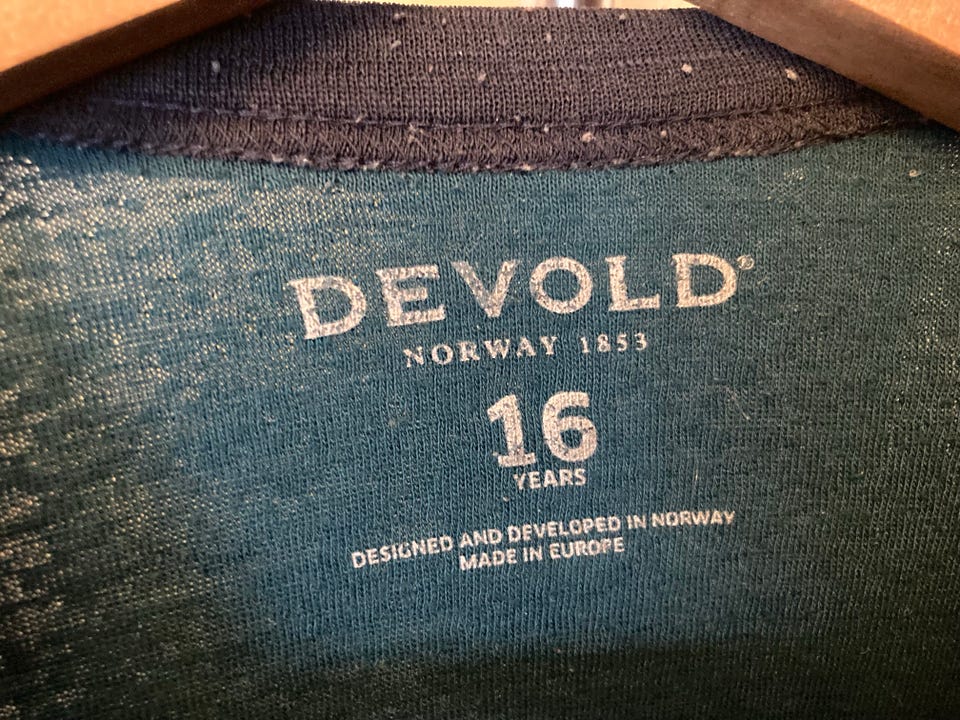 DEVOLD®
NORWAY 1853
16
YEARS
DESIGNED AND DEVELOPED IN NORWAY
MADE IN EUROPE